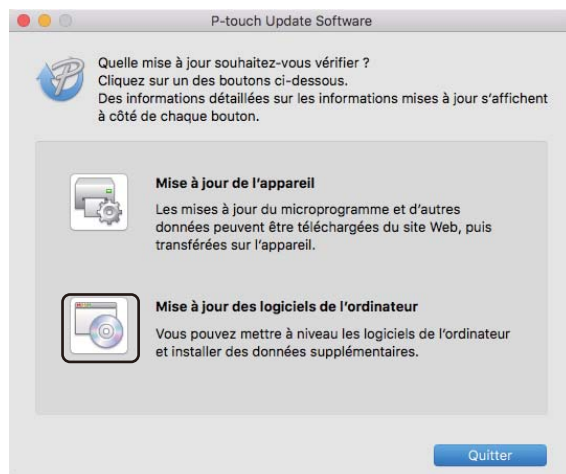 P-touch Update Software
Quelle mise à jour souhaitez-vous vérifier ?
Cliquez sur un des boutons ci-dessous.
Des informations détaillées sur les informations mises à jour s'affichent
à côté de chaque bouton.
Mise à jour de l'appareil
Les mises à jour du microprogramme et d'autres
données peuvent être téléchargées du site Web, puis
transférées sur l'appareil.
Mise à jour des logiciels de l'ordinateur
Vous pouvez mettre à niveau les logiciels de l'ordinateur
et installer des données supplémentaires.
Quitter